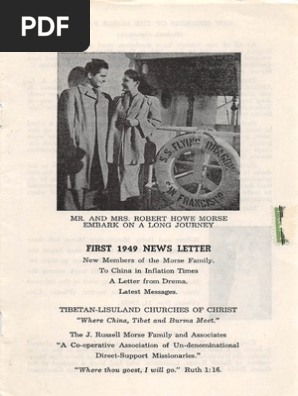 PDF
S.S. FLYING DRAGON
SAN FRANCISCO
MR. AND MRS. ROBERT HOWE MORSE
EMBARK ON A LONG JOURNEY
FIRST 1949 NEWS LETTER
New Members of the Morse Family.
To China in Inflation Times
A Letter from Drema.
Latest Messages.
TIBETAN-LISULAND CHURCHES OF CHRIST
"Where China, Tibet and Burma Meet."
The J. Russell Morse Family and Associates
"A Co-operative Association of Un-denominational
Direct-Support Missionaries."
"Where thou goest, I will go." Ruth 1:16.